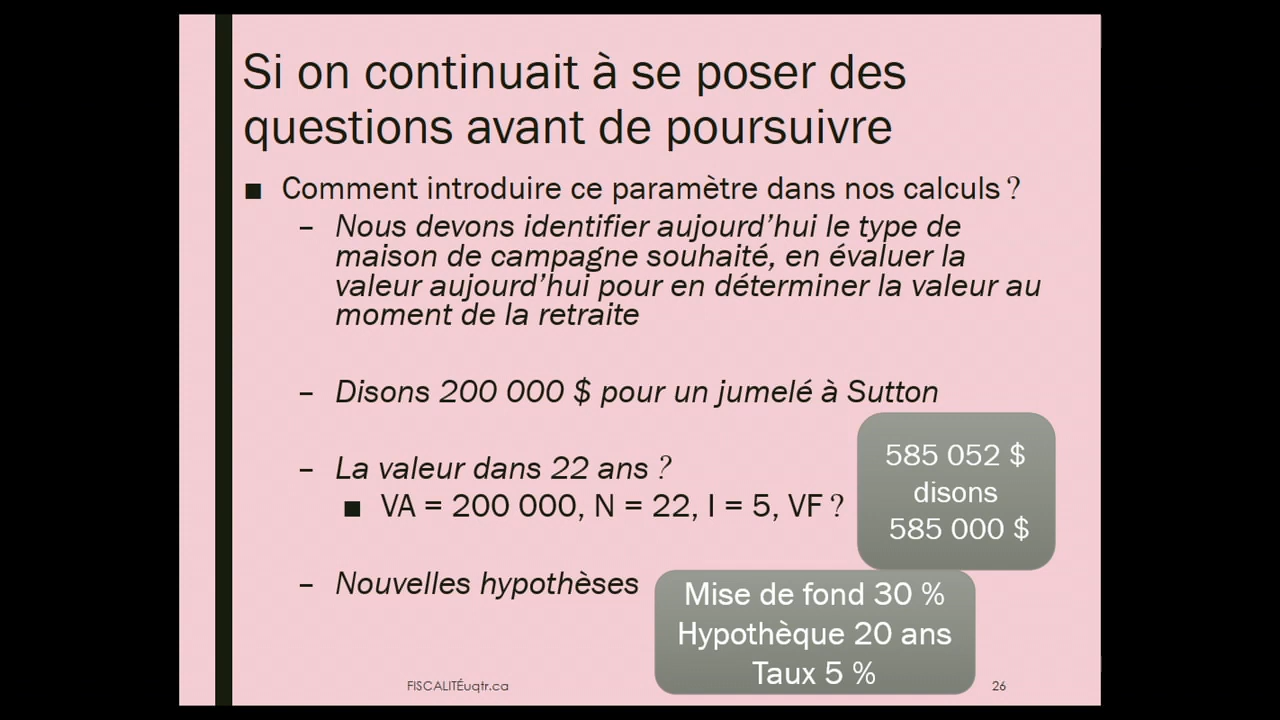 Si on continuait à se poser des
questions avant de poursuivre
■ Comment introduire ce paramètre dans nos calculs ?
– Nous devons identifier aujourd’hui le type de
maison de campagne souhaité, en évaluer la
valeur aujourd’hui pour en déterminer la valeur au
moment de la retraite
– Disons 200 000 $ pour un jumelé à Sutton
– La valeur dans 22 ans ?
■ VA = 200 000, N = 22, I = 5, VF ?
585 052 $
disons
585 000 $
– Nouvelles hypothèses
Mise de fond 30 %
Hypothèque 20 ans
Taux 5 %
FISCALITÉuqtr.ca
26